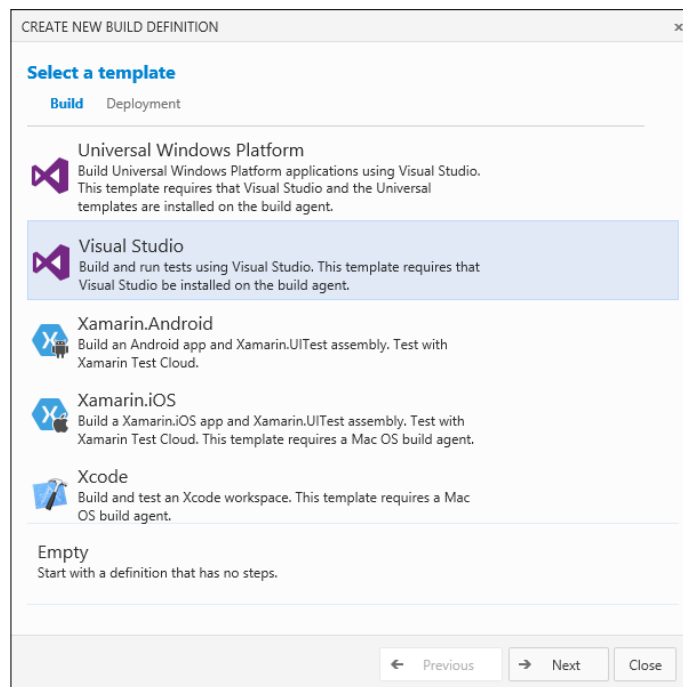 CREATE NEW BUILD DEFINITION
×
Select a template
Build Deployment
Universal Windows Platform
Build Universal Windows Platform applications using Visual Studio.
This template requires that Visual Studio and the Universal
templates are installed on the build agent.
Visual Studio
Build and run tests using Visual Studio. This template requires that
Visual Studio be installed on the build agent.
Xamarin.Android
Build an Android app and Xamarin.UITest assembly. Test with
Xamarin Test Cloud.
Xamarin.iOS
Build a Xamarin.iOS app and Xamarin.UITest assembly. Test with
Xamarin Test Cloud. This template requires a Mac OS build agent.
Xcode
Build and test an Xcode workspace. This template requires a Mac
OS build agent.
Empty
Start with a definition that has no steps.
← Previous → Next Close